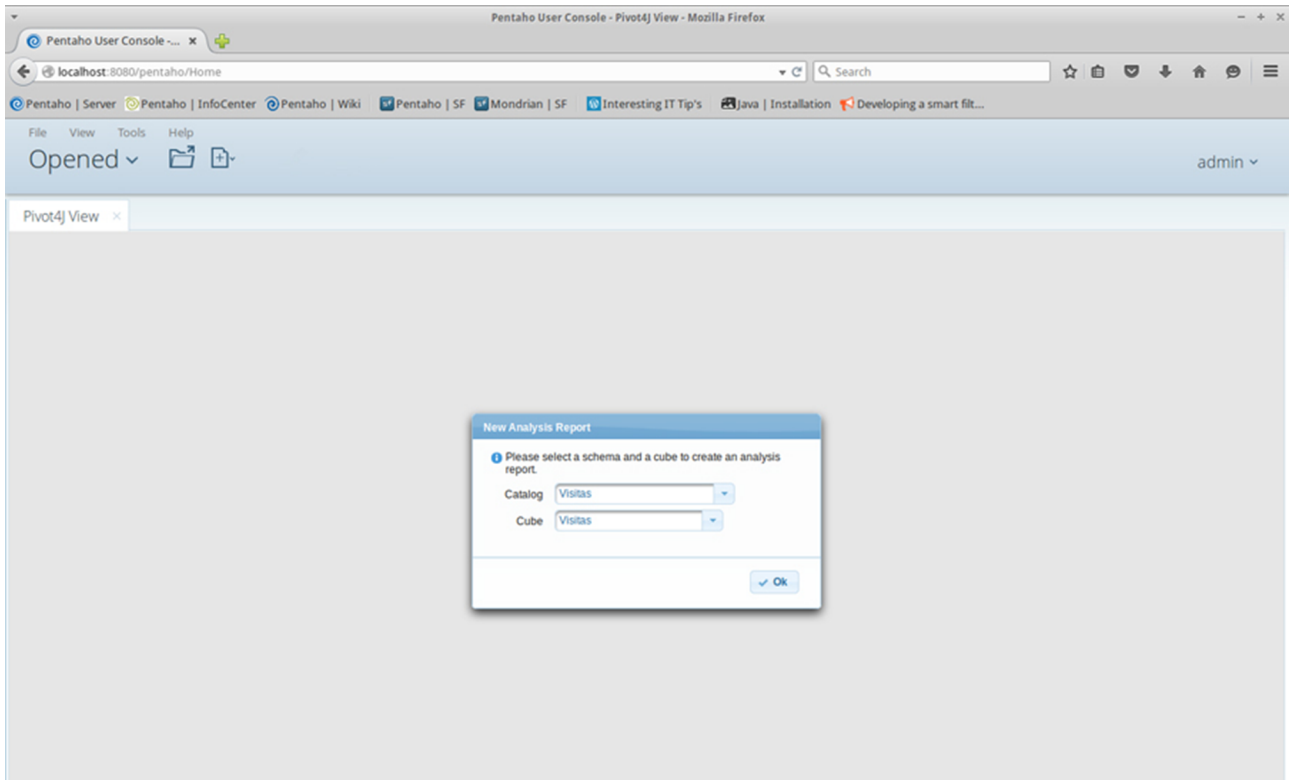 Pentaho User Console - Pivot4J View - Mozilla Firefox
Pentaho User Console -...
localhost:8080/pentaho/Home
Search
Pentaho | Server Pentaho | InfoCenter Pentaho | Wiki Pentaho | SF Mondrian | SF Interesting IT Tip's Java | Installation Developing a smart filt...
File View Tools Help
Opened
admin
Pivot4J View
New Analysis Report
Please select a schema and a cube to create an analysis
report.
Catalog Visitas
Cube Visitas
Ok